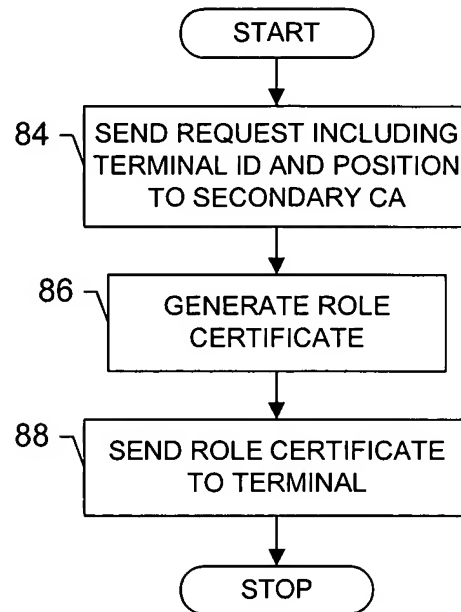 START
84
SEND REQUEST INCLUDING
TERMINAL ID AND POSITION
TO SECONDARY CA
86
GENERATE ROLE
CERTIFICATE
88
SEND ROLE CERTIFICATE
TO TERMINAL
STOP